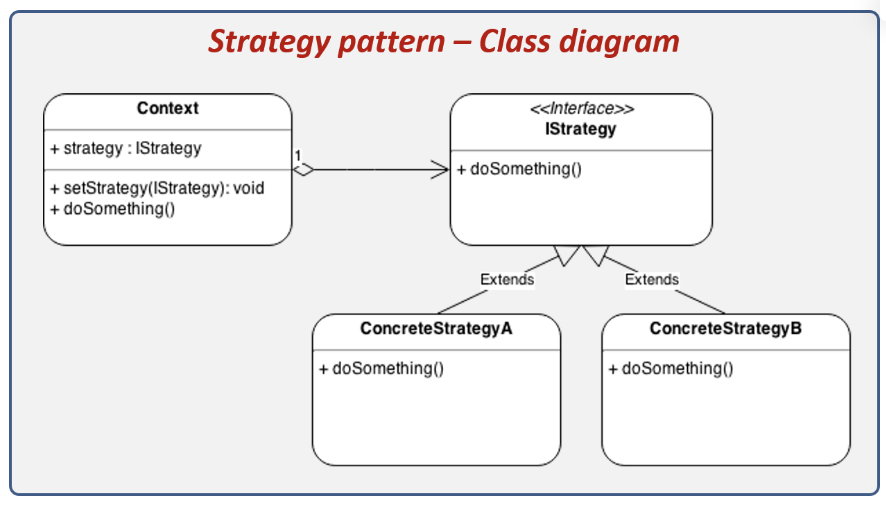 Strategy pattern – Class diagram
Context
+ strategy : IStrategy
+ setStrategy(IStrategy): void
+ doSomething()
1
<<Interface>>
IStrategy
+ doSomething()
Extends
Extends
ConcreteStrategyA
+ doSomething()
ConcreteStrategyB
+ doSomething()